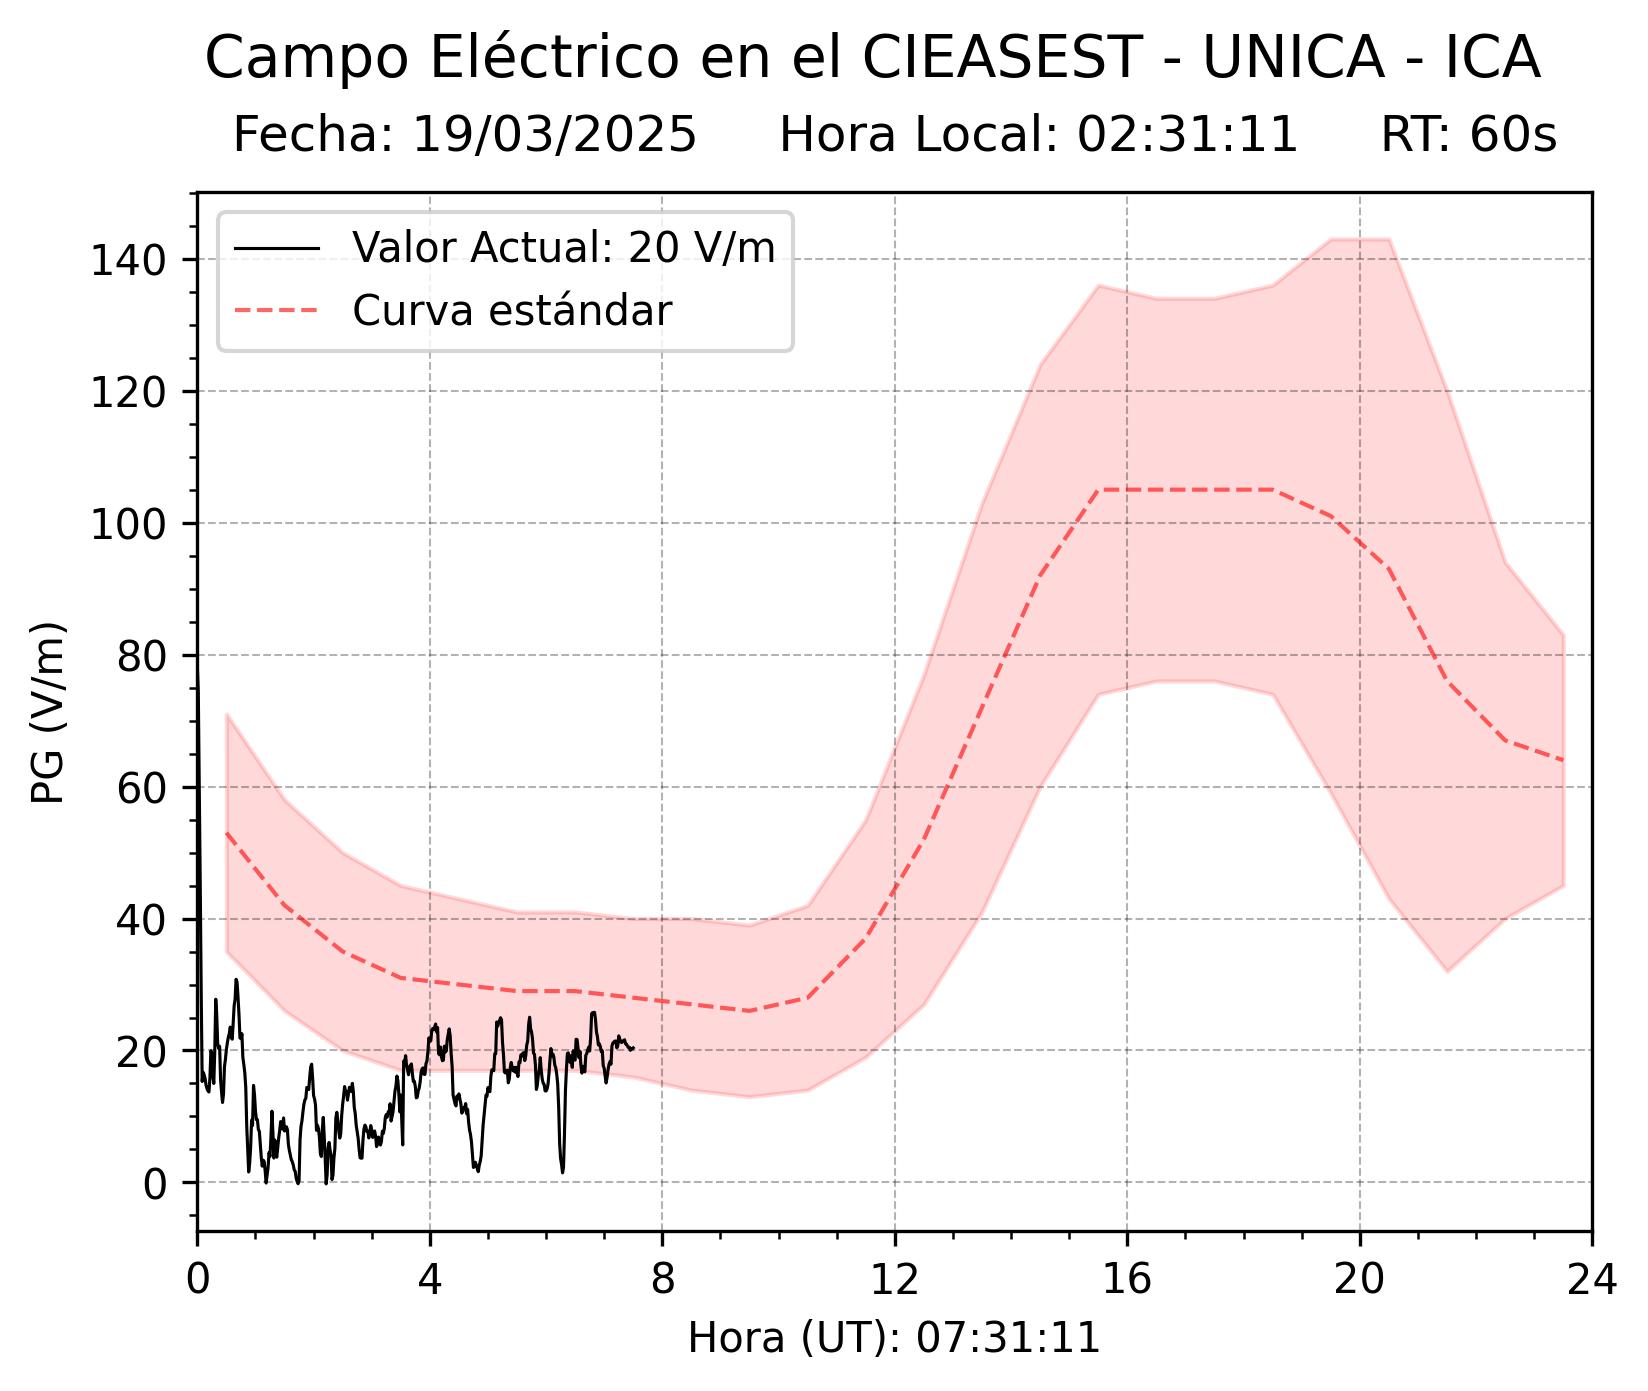 Campo Eléctrico en el CIEASEST - UNICA - ICA
Fecha: 19/03/2025 Hora Local: 02:31:11 RT: 60s
Valor Actual: 20 V/m
Curva estándar
140
120
100
80
60
40
20
0
PG (V/m)
0 4 8 12 16 20 24
Hora (UT): 07:31:11